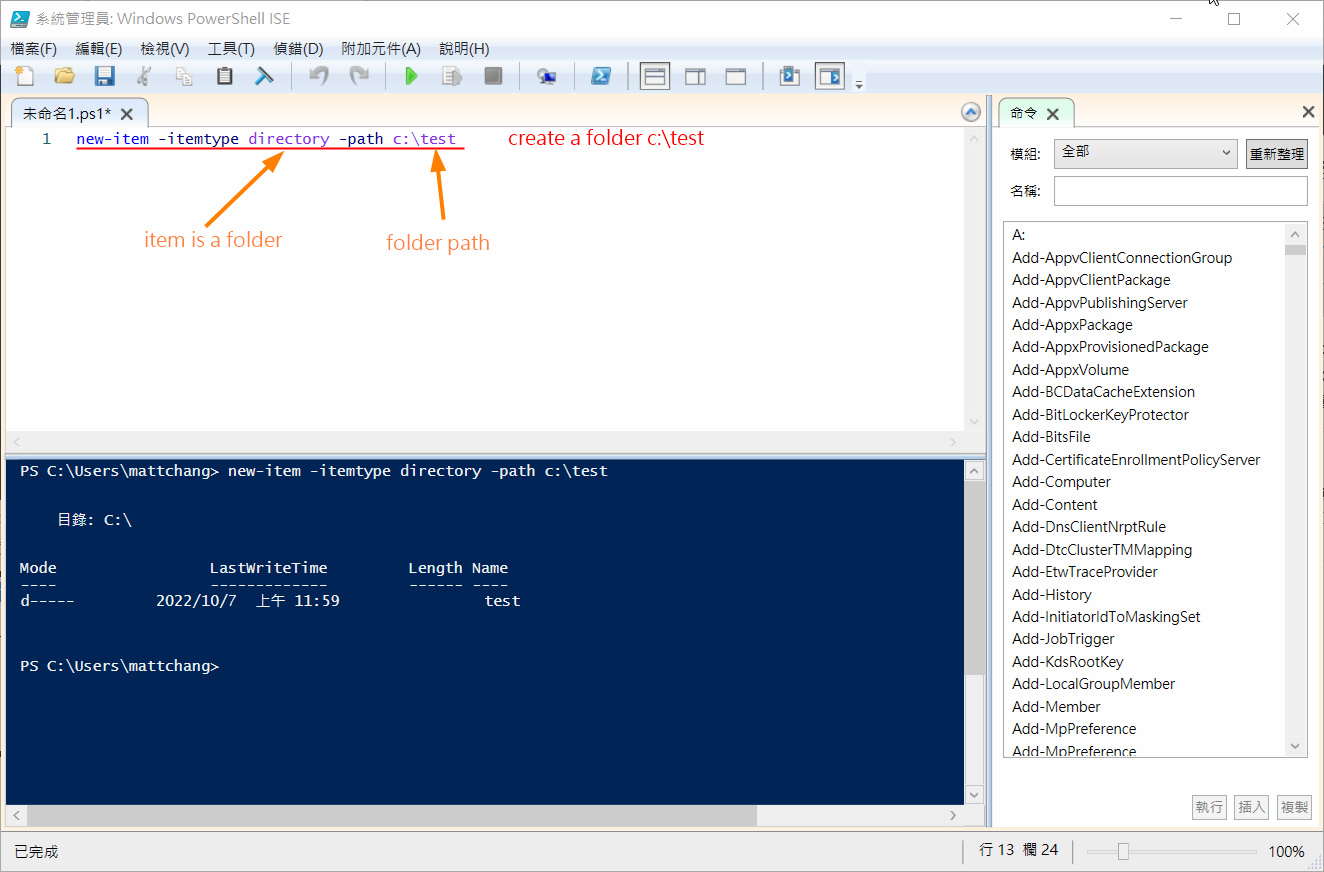 系統管理員: Windows PowerShell ISE
檔案(F) 編輯(E) 檢視(V) 工具(T) 偵錯(D) 附加元件(A) 說明(H)
未命名1.ps1*
1 new-item -itemtype directory -path c:\test
create a folder c:\test
item is a folder
folder path
PS C:\Users\mattchang> new-item -itemtype directory -path c:\test
目錄: C:\
Mode LastWriteTime Length Name
---- ------------- ------ ----
d----- 2022/10/7 上午 11:59 test
PS C:\Users\mattchang>
命令
模組: 全部 重新整理
名稱:
A:
Add-AppvClientConnectionGroup
Add-AppvClientPackage
Add-AppvPublishingServer
Add-AppxPackage
Add-AppxProvisionedPackage
Add-AppxVolume
Add-BCDataCacheExtension
Add-BitLockerKeyProtector
Add-BitsFile
Add-CertificateEnrollmentPolicyServer
Add-Computer
Add-Content
Add-DnsClientNrptRule
Add-DtcClusterTMMapping
Add-EtwTraceProvider
Add-History
Add-InitiatorIdToMaskingSet
Add-JobTrigger
Add-KdsRootKey
Add-LocalGroupMember
Add-Member
Add-MpPreference
Add-MpPreference
執行 插入 複製
已完成
行 13 欄 24
100%